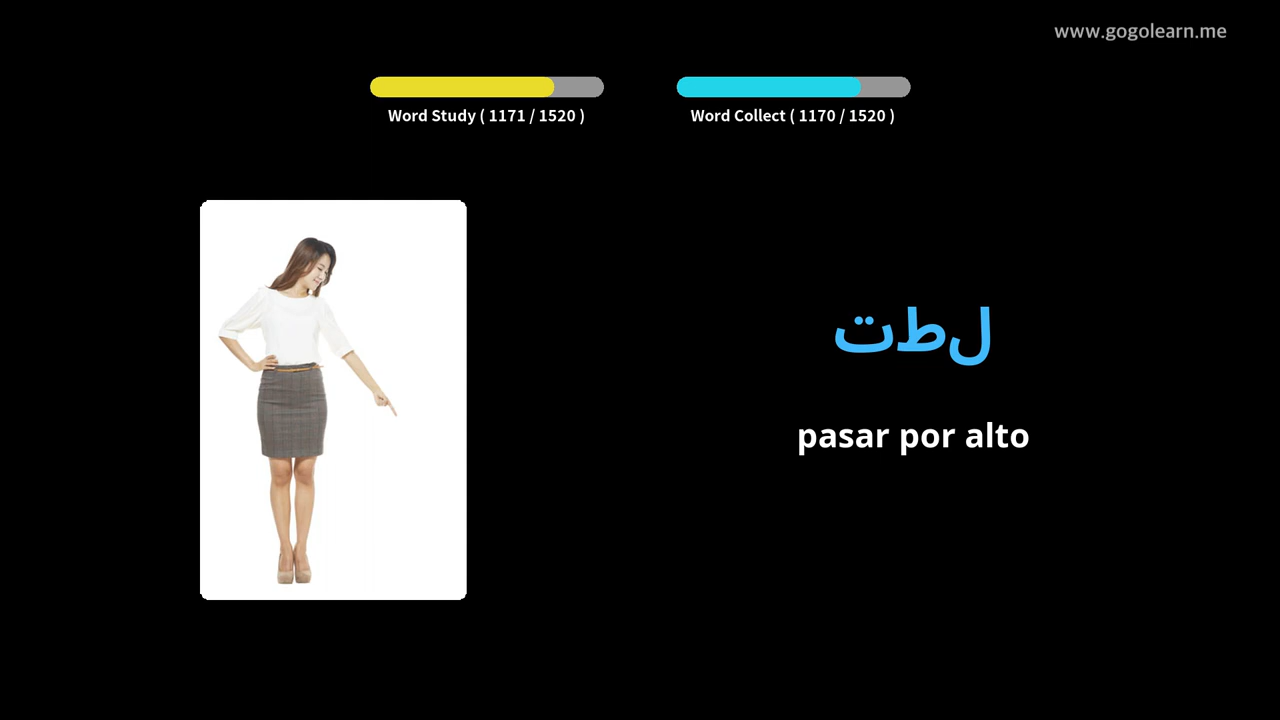 www.gogolearn.me
Word Study ( 1171 / 1520 )
Word Collect ( 1170 / 1520 )
لطت
pasar por alto